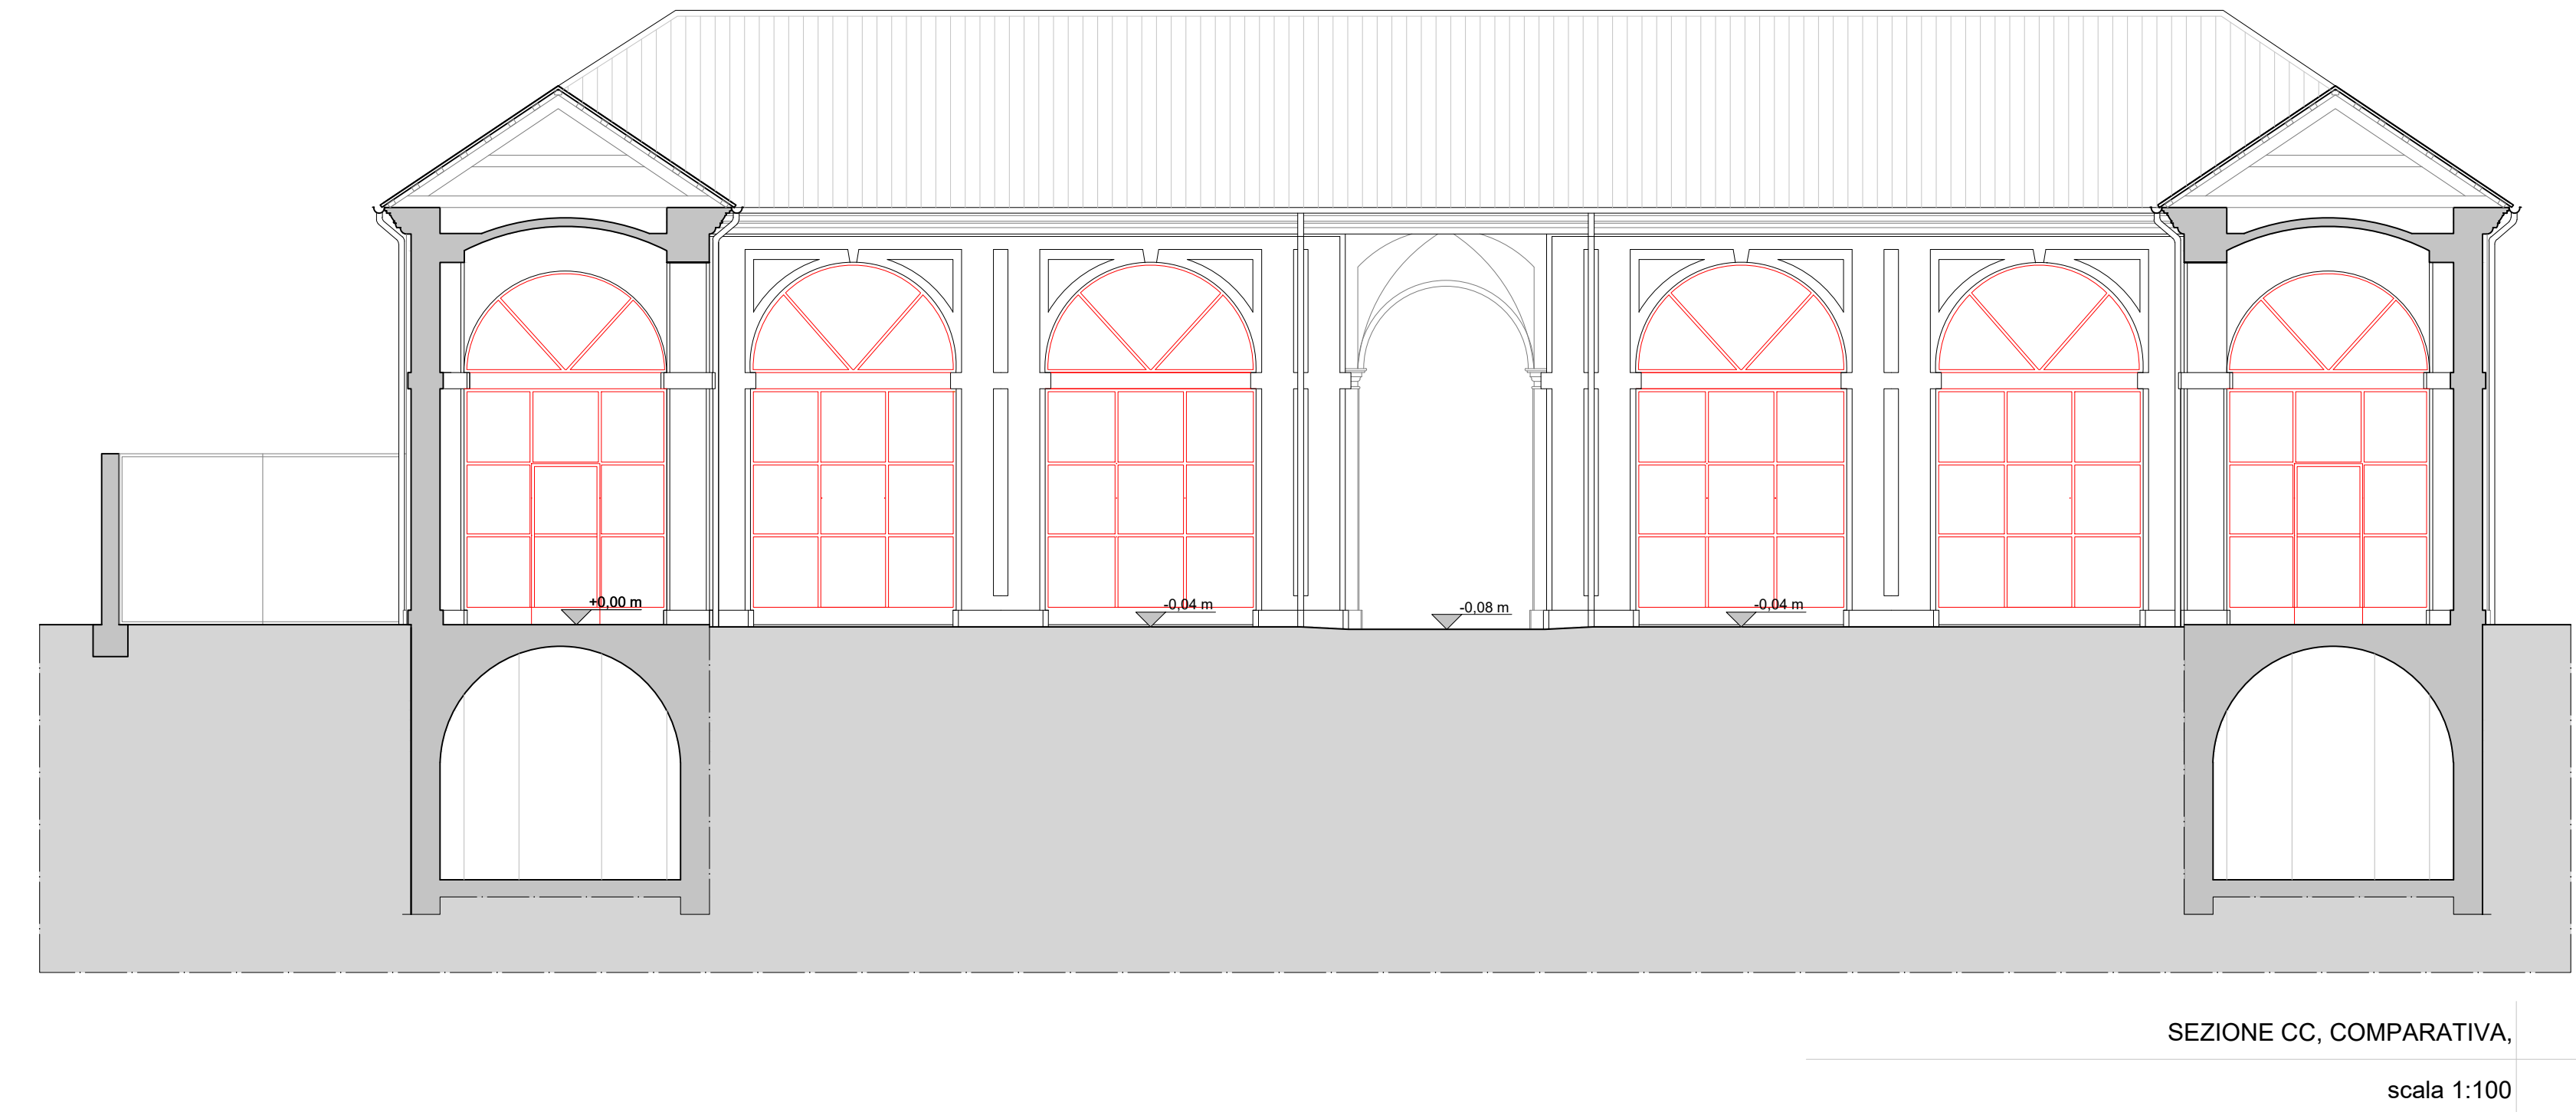 +0,00 m
-0,04 m
-0,08 m
-0,04 m
SEZIONE CC, COMPARATIVA,
scala 1:100